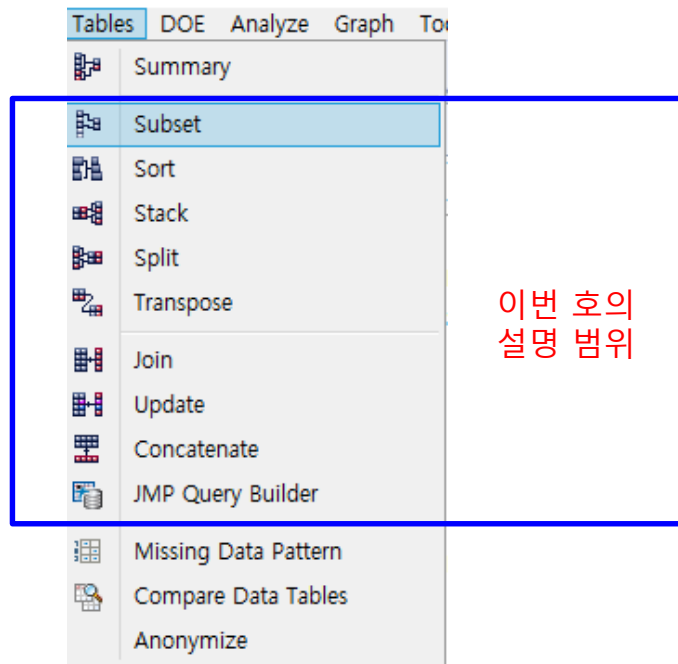 Tables DOE Analyze Graph
Summary
Subset
Sort
Stack
Split
Transpose
이번 호의
설명 범위
Join
Update
Concatenate
JMP Query Builder
Missing Data Pattern
Compare Data Tables
Anonymize